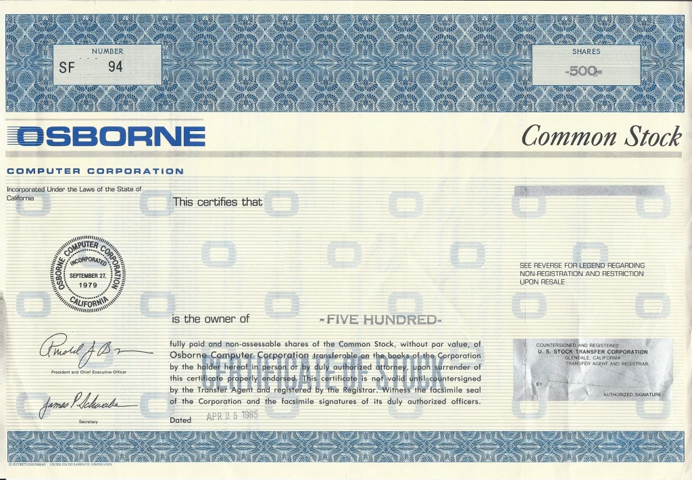 NUMBER
SF 94
SHARES
-500-
OSBORNE
COMPUTER CORPORATION
Common Stock
Incorporated Under the Laws of the State of
California
This certifies that
OSBORNE COMPUTER CORPORATION
INCORPORATED
SEPTEMBER 27,
1979
CALIFORNIA
SEE REVERSE FOR LEGEND REGARDING
NON-REGISTRATION AND RESTRICTION
UPON RESALE
is the owner of
-FIVE HUNDRED-
CERTIFICATE OF STOCK
fully paid and non-assessable shares of the Common Stock, without par value, of
Osborne Computer Corporation transferable on the books of the Corporation
by the holder hereof in person or by duly authorized attorney upon surrender of
this certificate properly endorsed. This certificate is not valid until countersigned
by the Transfer Agent and registered by the Registrar. Witness the facsimile seal
of the Corporation and the facsimile signatures of its duly authorized officers.
Dated APR 25 1985
President and Chief Executive Officer
James P. Schwabe
Secretary
COUNTERSIGNED AND REGISTERED:
U. S. STOCK TRANSFER CORPORATION
GLENDALE, CALIFORNIA
TRANSFER AGENT AND REGISTRAR
AUTHORIZED SIGNATURE